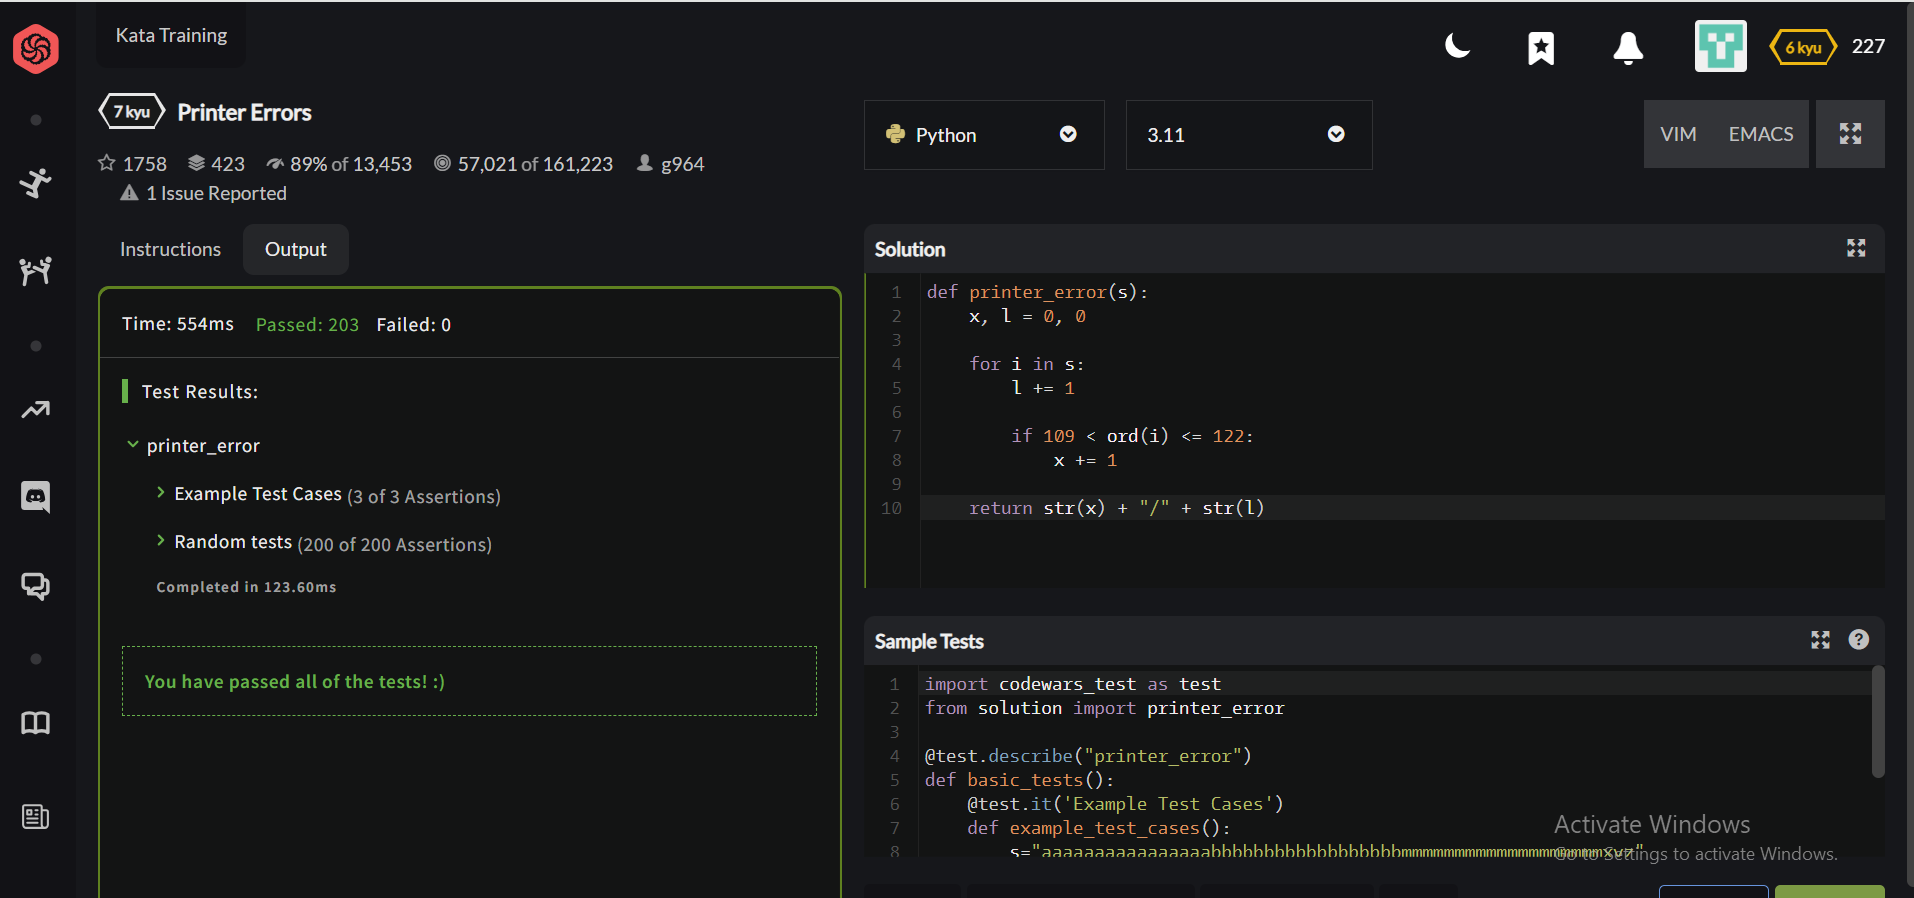 Kata Training
6 kyu 227
7 kyu Printer Errors
1758 423 89% of 13,453 57,021 of 161,223 g964
1 Issue Reported
Python 3.11 VIM EMACS
Instructions Output
Time: 554ms Passed: 203 Failed: 0
Test Results:
printer_error
Example Test Cases (3 of 3 Assertions)
Random tests (200 of 200 Assertions)
Completed in 123.60ms
You have passed all of the tests! :)
Solution
1 def printer_error(s):
2     x, l = 0, 0
3
4     for i in s:
5         l += 1
6
7         if 109 < ord(i) <= 122:
8             x += 1
9
10     return str(x) + "/" + str(l)
Sample Tests
1 import codewars_test as test
2 from solution import printer_error
3
4 @test.describe("printer_error")
5 def basic_tests():
6     @test.it('Example Test Cases')
7     def example_test_cases():
8         s="aaaaaaaaaaaaaaaabbbbbbbbbbbbbbbbbbmmmmmmmmmmmmmmmmmmmxyz"
Activate Windows
Go to Settings to activate Windows.